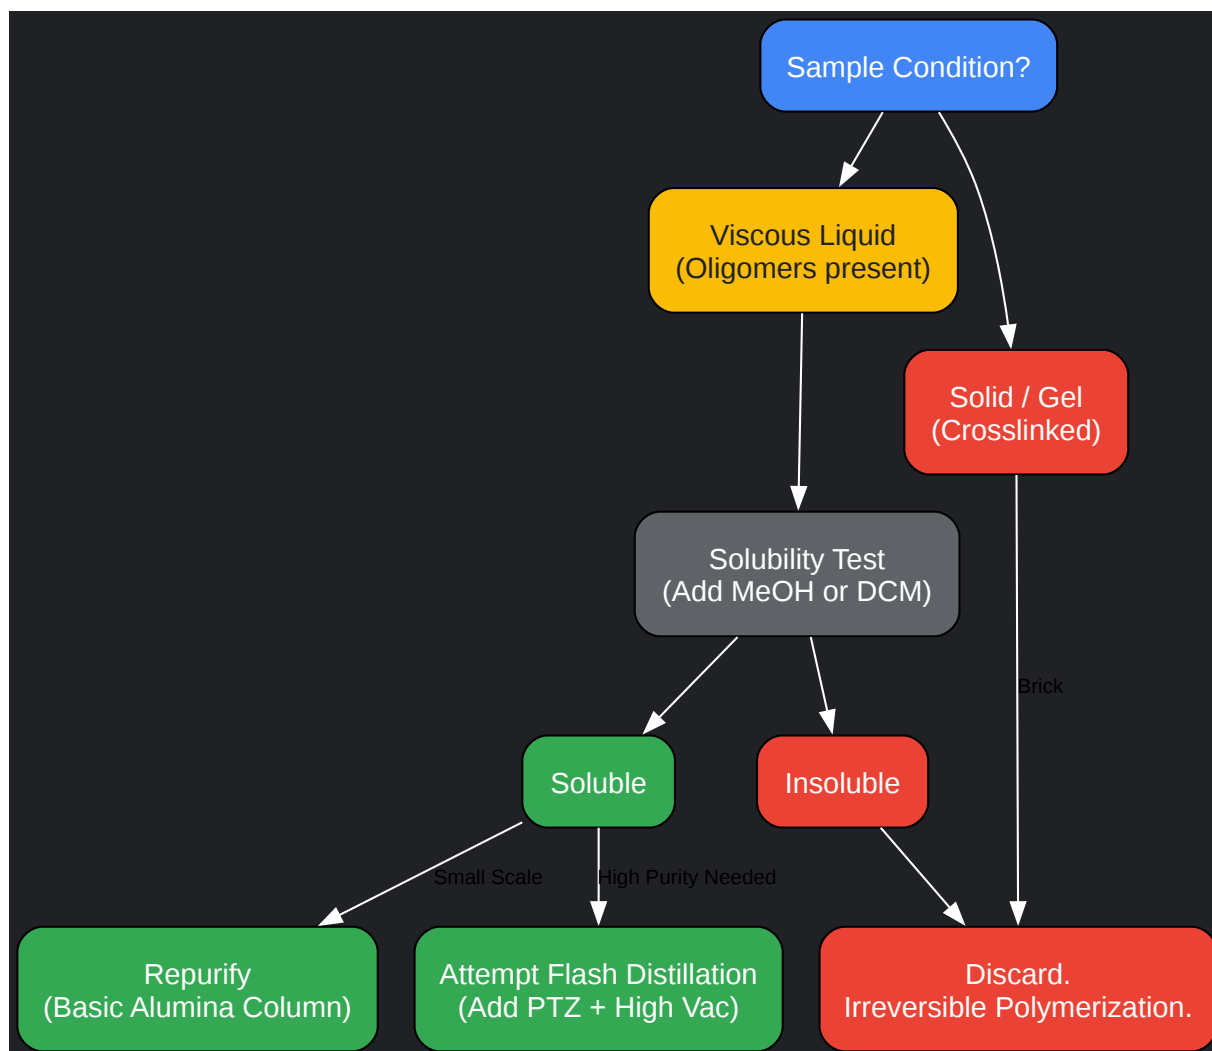 Sample Condition?
Viscous Liquid
(Oligomers present)
Solid / Gel
(Crosslinked)
Solubility Test
(Add MeOH or DCM)
Brick
Soluble
Insoluble
Small Scale
High Purity Needed
Repurify
(Basic Alumina Column)
Attempt Flash Distillation
(Add PTZ + High Vac)
Discard.
Irreversible Polymerization.